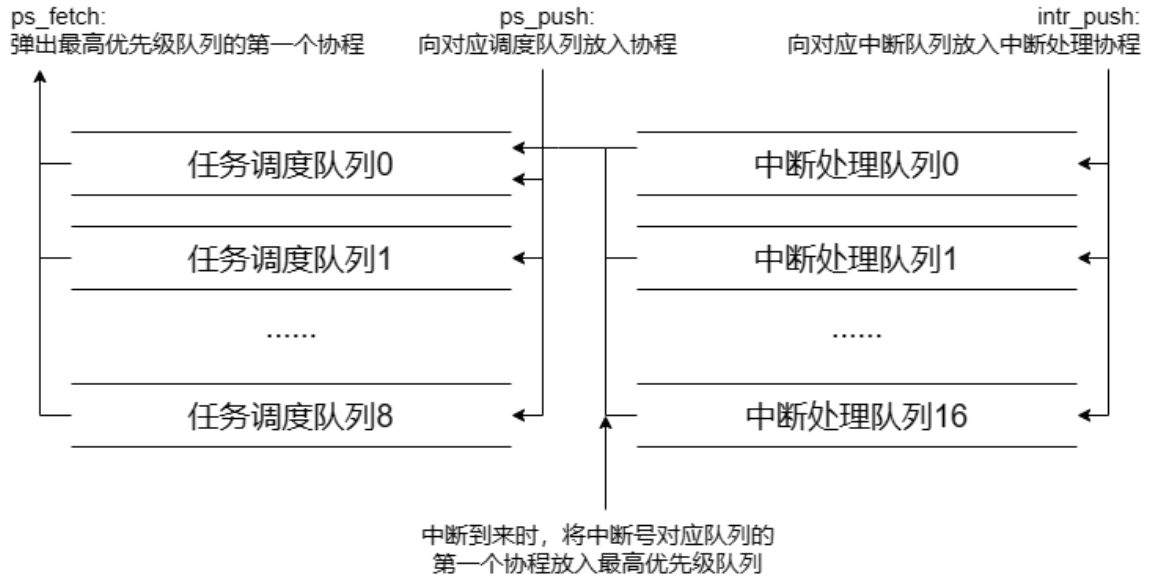 ps_fetch:
弹出最高优先级队列的第一个协程
ps_push:
向对应调度队列放入协程
intr_push:
向对应中断队列放入中断处理协程
任务调度队列0
中断处理队列0
任务调度队列1
中断处理队列1
......
......
任务调度队列8
中断处理队列16
中断到来时，将中断号对应队列的
第一个协程放入最高优先级队列